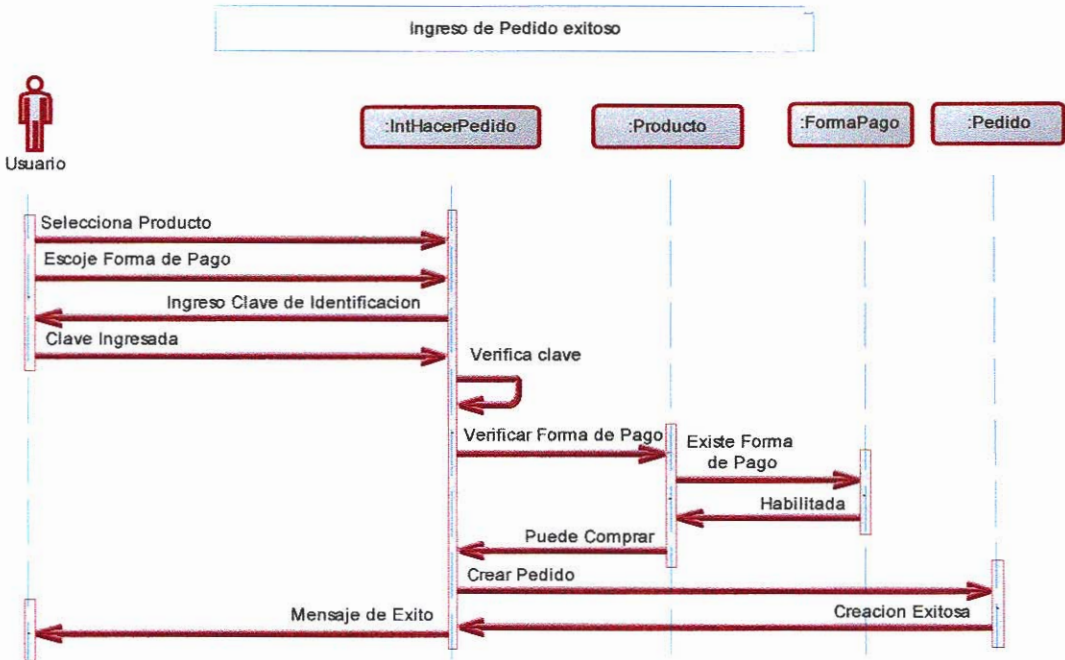 Ingreso de Pedido exitoso
Usuario
:IntHacerPedido
:Producto
:FormaPago
:Pedido
Selecciona Producto
Escoje Forma de Pago
Ingreso Clave de Identificacion
Clave Ingresada
Verifica clave
Verificar Forma de Pago
Existe Forma
de Pago
Habilitada
Puede Comprar
Crear Pedido
Creacion Exitosa
Mensaje de Exito